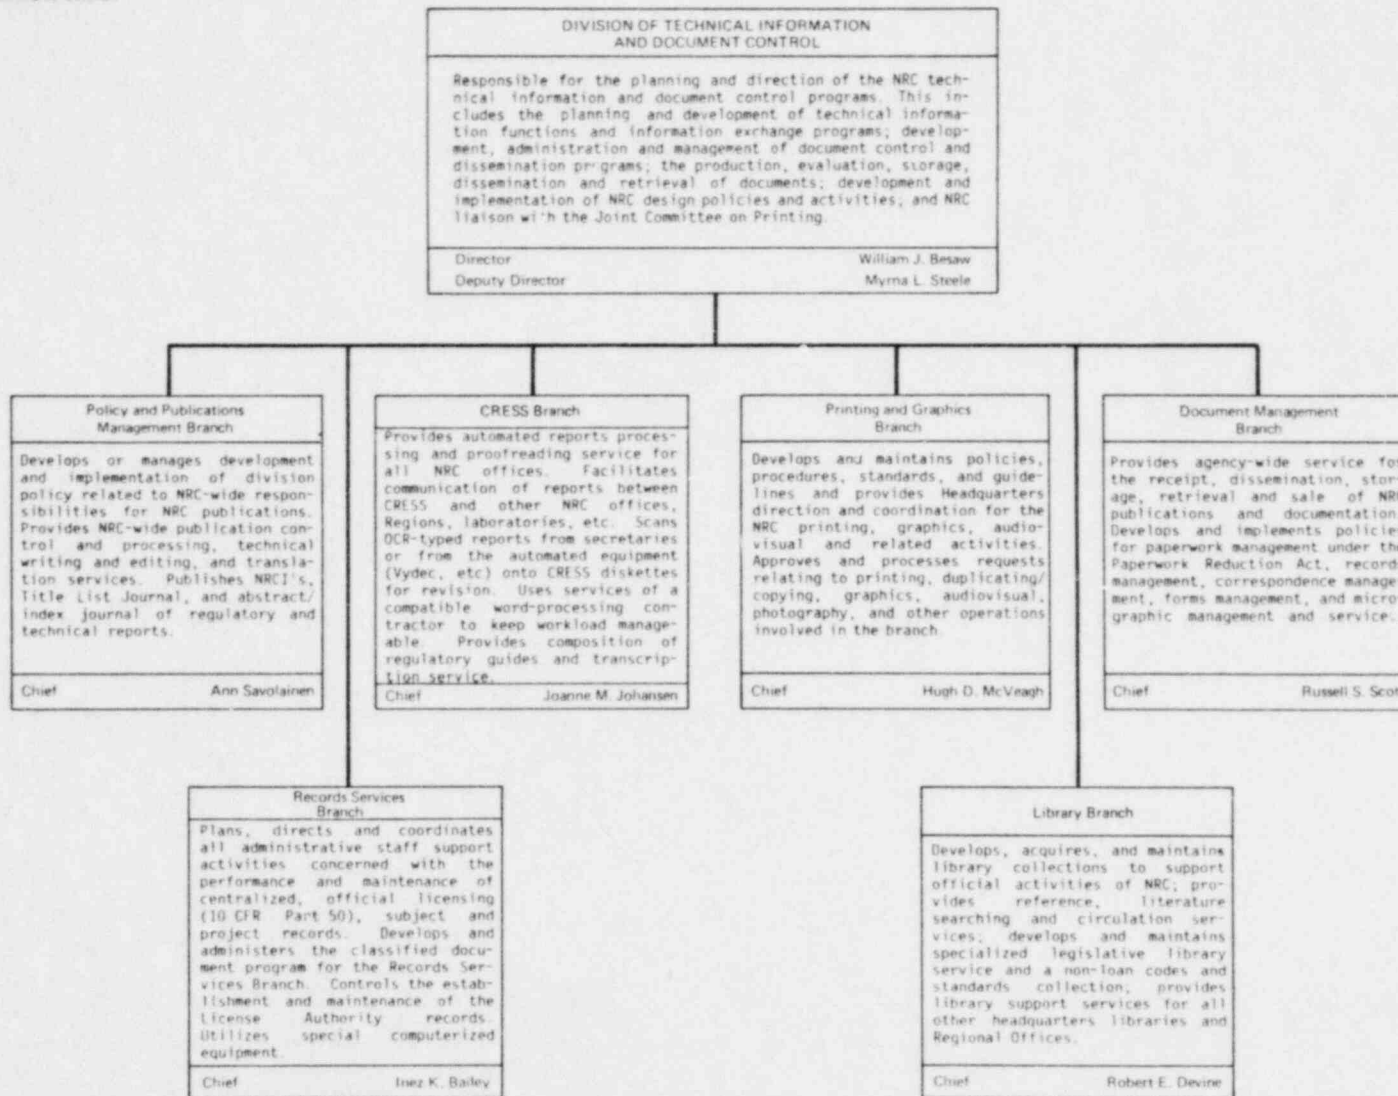 DIVISION OF TECHNICAL INFORMATION
AND DOCUMENT CONTROL
Responsible for the planning and direction of the NRC tech-
nical information and document control programs. This in-
cludes the planning and development of technical informa-
tion functions and information exchange programs; develop-
ment, administration and management of document control and
dissemination programs; the production, evaluation, storage,
dissemination and retrieval of documents; development and
implementation of NRC design policies and activities; and NRC
liaison with the Joint Committee on Printing.
Director William J. Besaw
Deputy Director Myrna L. Steele
Policy and Publications
Management Branch
Develops or manages development
and implementation of division
policy related to NRC-wide respon-
sibilities for NRC publications.
Provides NRC-wide publication con-
trol and processing, technical
writing and editing, and transla-
tion services. Publishes NRCI's,
Title List Journal, and abstract/
index journal of regulatory and
technical reports.
Chief Ann Savolainen
CRESS Branch
Provides automated reports proces-
sing and proofreading service for
all NRC offices. Facilitates
communication of reports between
CRESS and other NRC offices,
Regions, laboratories, etc. Scans
OCR-typed reports from secretaries
or from the automated equipment
(Vydec, etc) onto CRESS diskettes
for revision. Uses services of a
compatible word-processing con-
tractor to keep workload manage-
able. Provides composition of
regulatory guides and transcrip-
tion service.
Chief Joanne M. Johansen
Printing and Graphics
Branch
Develops and maintains policies,
procedures, standards, and guide-
lines and provides Headquarters
direction and coordination for the
NRC printing, graphics, audio-
visual and related activities.
Approves and processes requests
relating to printing, duplicating/
copying, graphics, audiovisual,
photography, and other operations
involved in the branch.
Chief Hugh D. McVeagh
Document Management
Branch
Provides agency-wide service for
the receipt, dissemination, stor-
age, retrieval and sale of NR
publications and documentation
Develops and implements policie
for paperwork management under th
Paperwork Reduction Act, record
management, correspondence manage
ment, forms management, and micro
graphic management and service.
Chief Russell S. Scot
Records Services
Branch
Plans, directs and coordinates
all administrative staff support
activities concerned with the
performance and maintenance of
centralized, official licensing
(10 CFR Part 50), subject and
project records. Develops and
administers the classified docu-
ment program for the Records Ser-
vices Branch. Controls the estab-
lishment and maintenance of the
License Authority records.
Utilizes special computerized
equipment.
Chief Inez K. Bailey
Library Branch
Develops, acquires, and maintains
library collections to support
official activities of NRC; pro-
vides reference, literature
searching and circulation ser-
vices; develops and maintains
specialized legislative library
service and a non-loan codes and
standards collection; provides
library support services for all
other headquarters libraries and
Regional Offices.
Chief Robert E. Devine